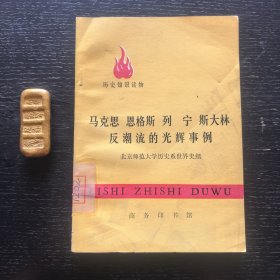 历史知识读物
马克思 恩格斯 列宁 斯大林
反潮流的光辉事例
北京师范大学历史系世界史组
LISHI ZHISHI DUWU
商务印书馆